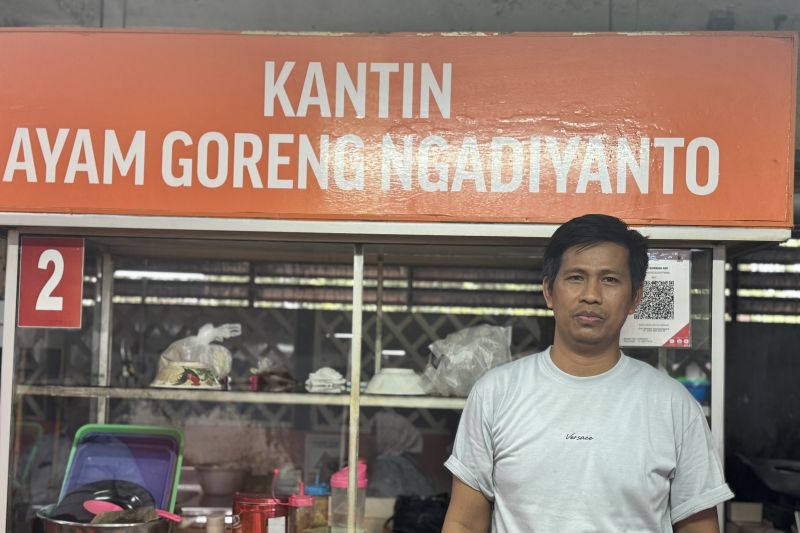 KANTIN
AYAM GORENG NGADIYANTO
2
Versace